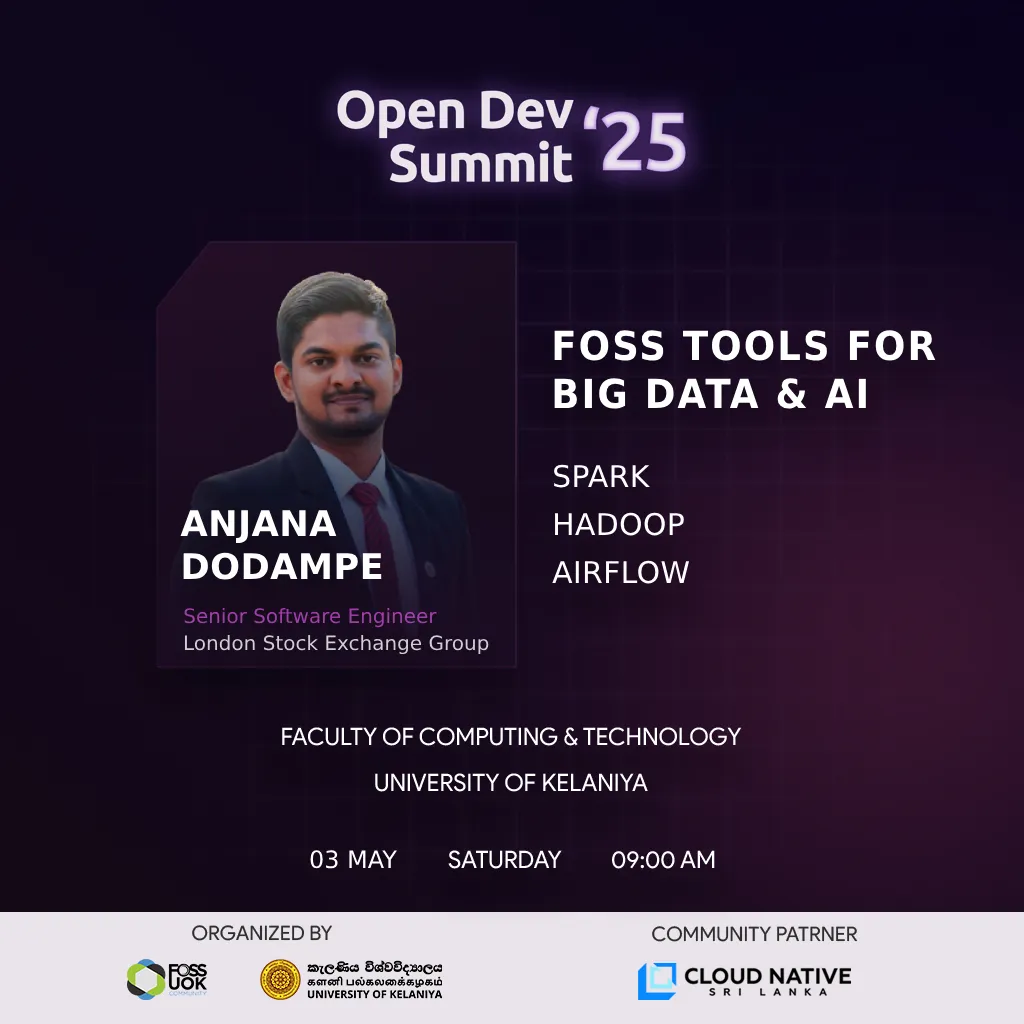 Open Dev
Summit
‘25
ANJANA
DODAMPE
Senior Software Engineer
London Stock Exchange Group
FOSS TOOLS FOR
BIG DATA & AI
SPARK
HADOOP
AIRFLOW
FACULTY OF COMPUTING & TECHNOLOGY
UNIVERSITY OF KELANIYA
03 MAY SATURDAY 09:00 AM
ORGANIZED BY
FOSS
UOK
COMMUNITY
කැලණිය විශ්වවිද්‍යාලය
களனி பல்கலைக்கழகம்
UNIVERSITY OF KELANIYA
COMMUNITY PATRNER
CLOUD NATIVE
SRI LANKA